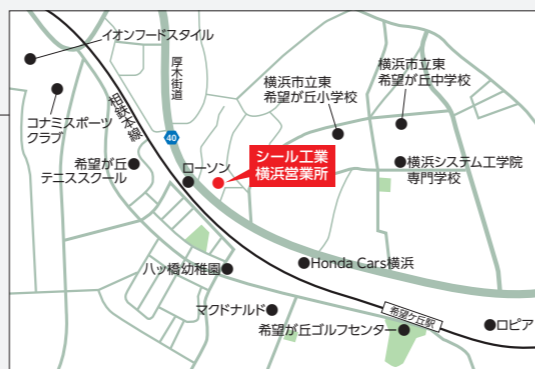 イオンフードスタイル
厚木街道
横浜市立東
希望が丘小学校
横浜市立東
希望が丘中学校
コナミスポーツ
クラブ
相鉄本線
40
希望が丘
テニススクール
ローソン
シール工業
横浜営業所
横浜システム工学院
専門学校
八ッ橋幼稚園
Honda Cars横浜
マクドナルド
希望ケ丘駅
ロピア
希望が丘ゴルフセンター